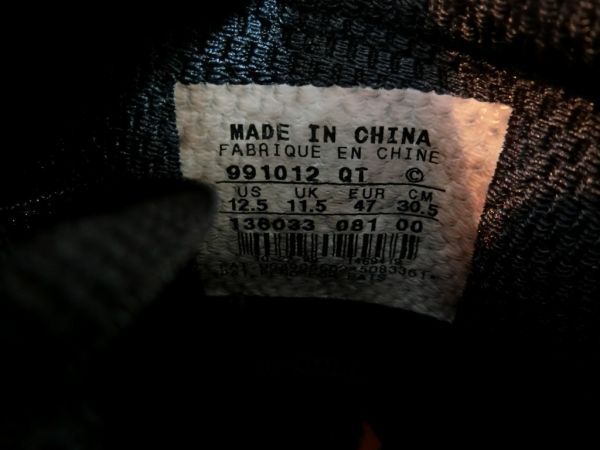 MADE IN CHINA
FABRIQUE EN CHINE
991012 QT ©
US UK EUR CM
12.5 11.5 47 30.5
136033 081 00